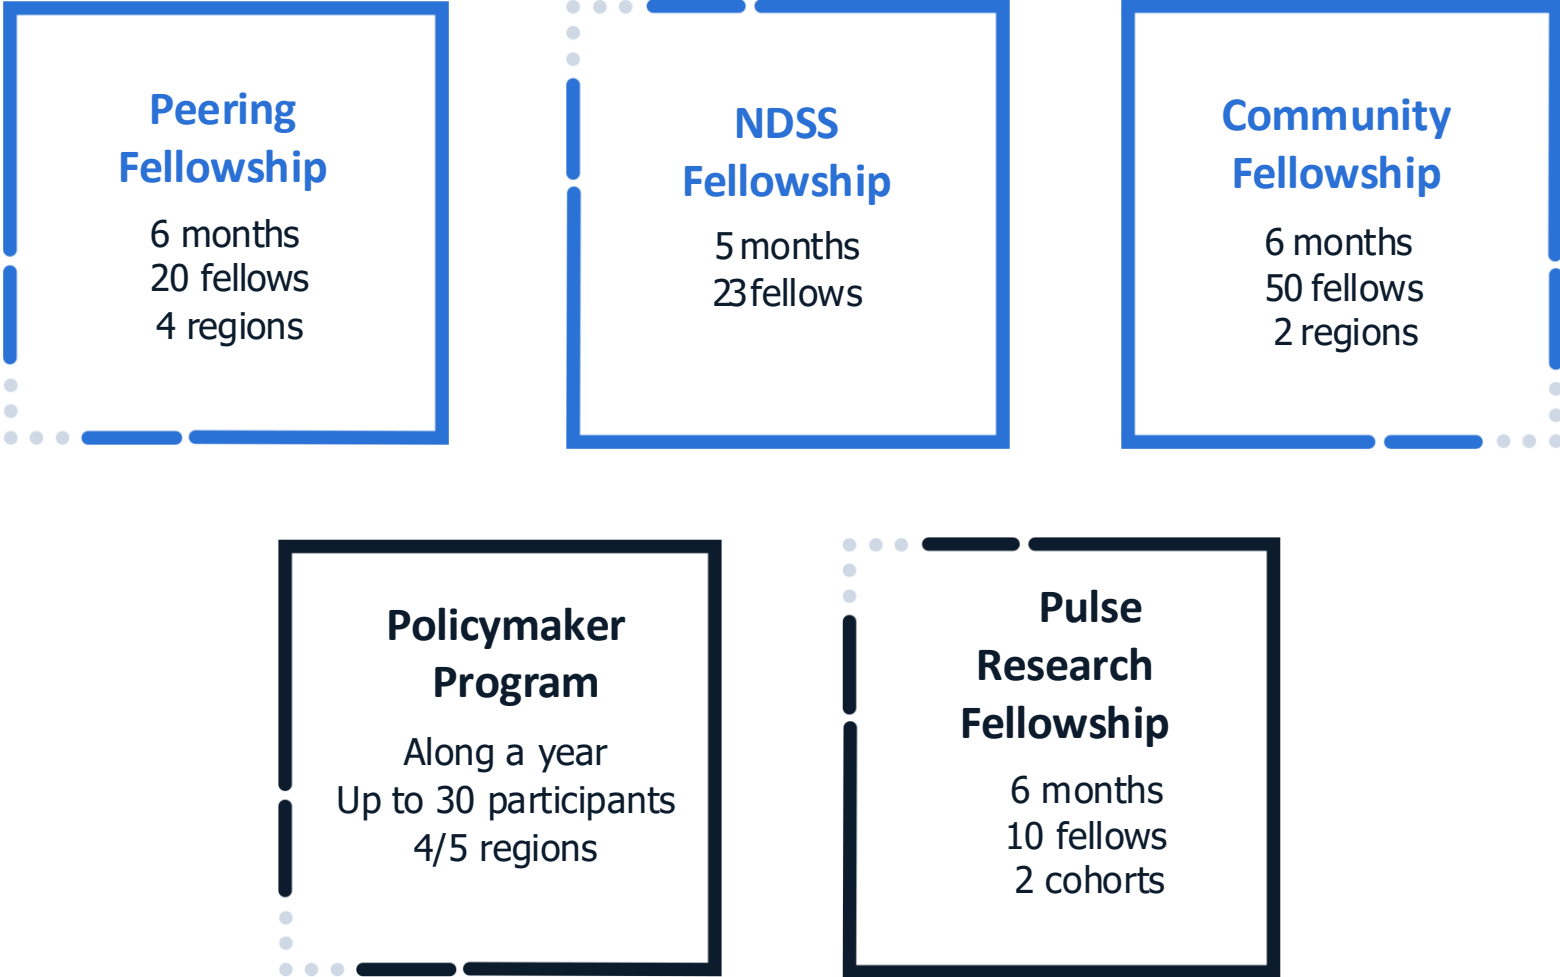 Peering
Fellowship
6 months
20 fellows
4 regions
NDSS
Fellowship
5 months
23 fellows
Community
Fellowship
6 months
50 fellows
2 regions
Policymaker
Program
Along a year
Up to 30 participants
4/5 regions
Pulse
Research
Fellowship
6 months
10 fellows
2 cohorts